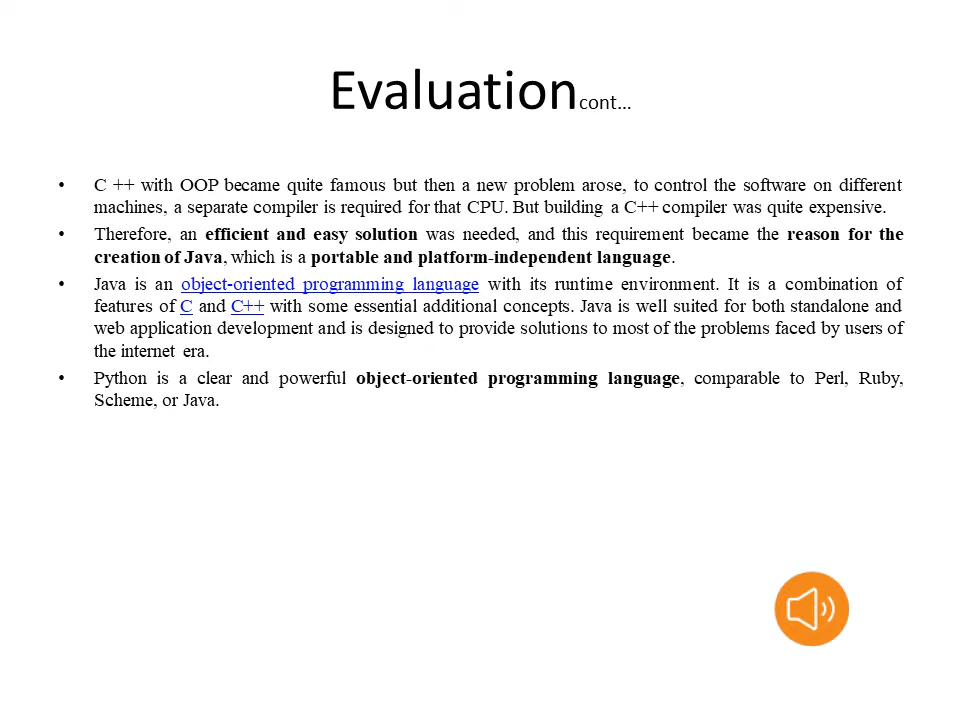 Evaluationcont…
• C ++ with OOP became quite famous but then a new problem arose, to control the software on different
machines, a separate compiler is required for that CPU. But building a C++ compiler was quite expensive.
• Therefore, an efficient and easy solution was needed, and this requirement became the reason for the
creation of Java, which is a portable and platform-independent language.
• Java is an object-oriented programming language with its runtime environment. It is a combination of
features of C and C++ with some essential additional concepts. Java is well suited for both standalone and
web application development and is designed to provide solutions to most of the problems faced by users of
the internet era.
• Python is a clear and powerful object-oriented programming language, comparable to Perl, Ruby,
Scheme, or Java.